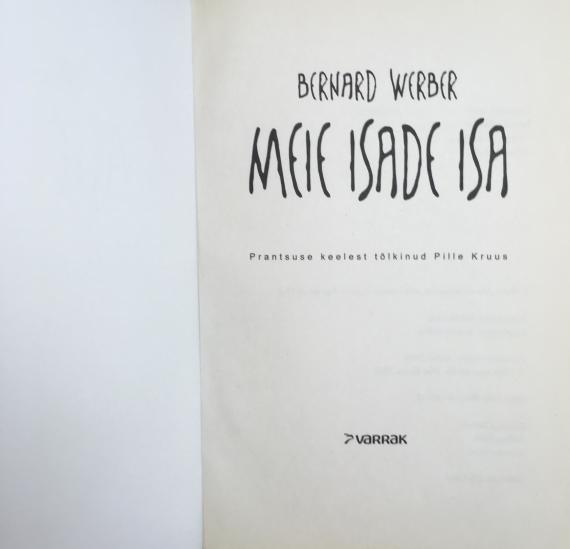 BERNARD WERBER
MEIE ISADE ISA
Prantsuse keelest tõlkinud Pille Kruus
VARRAK